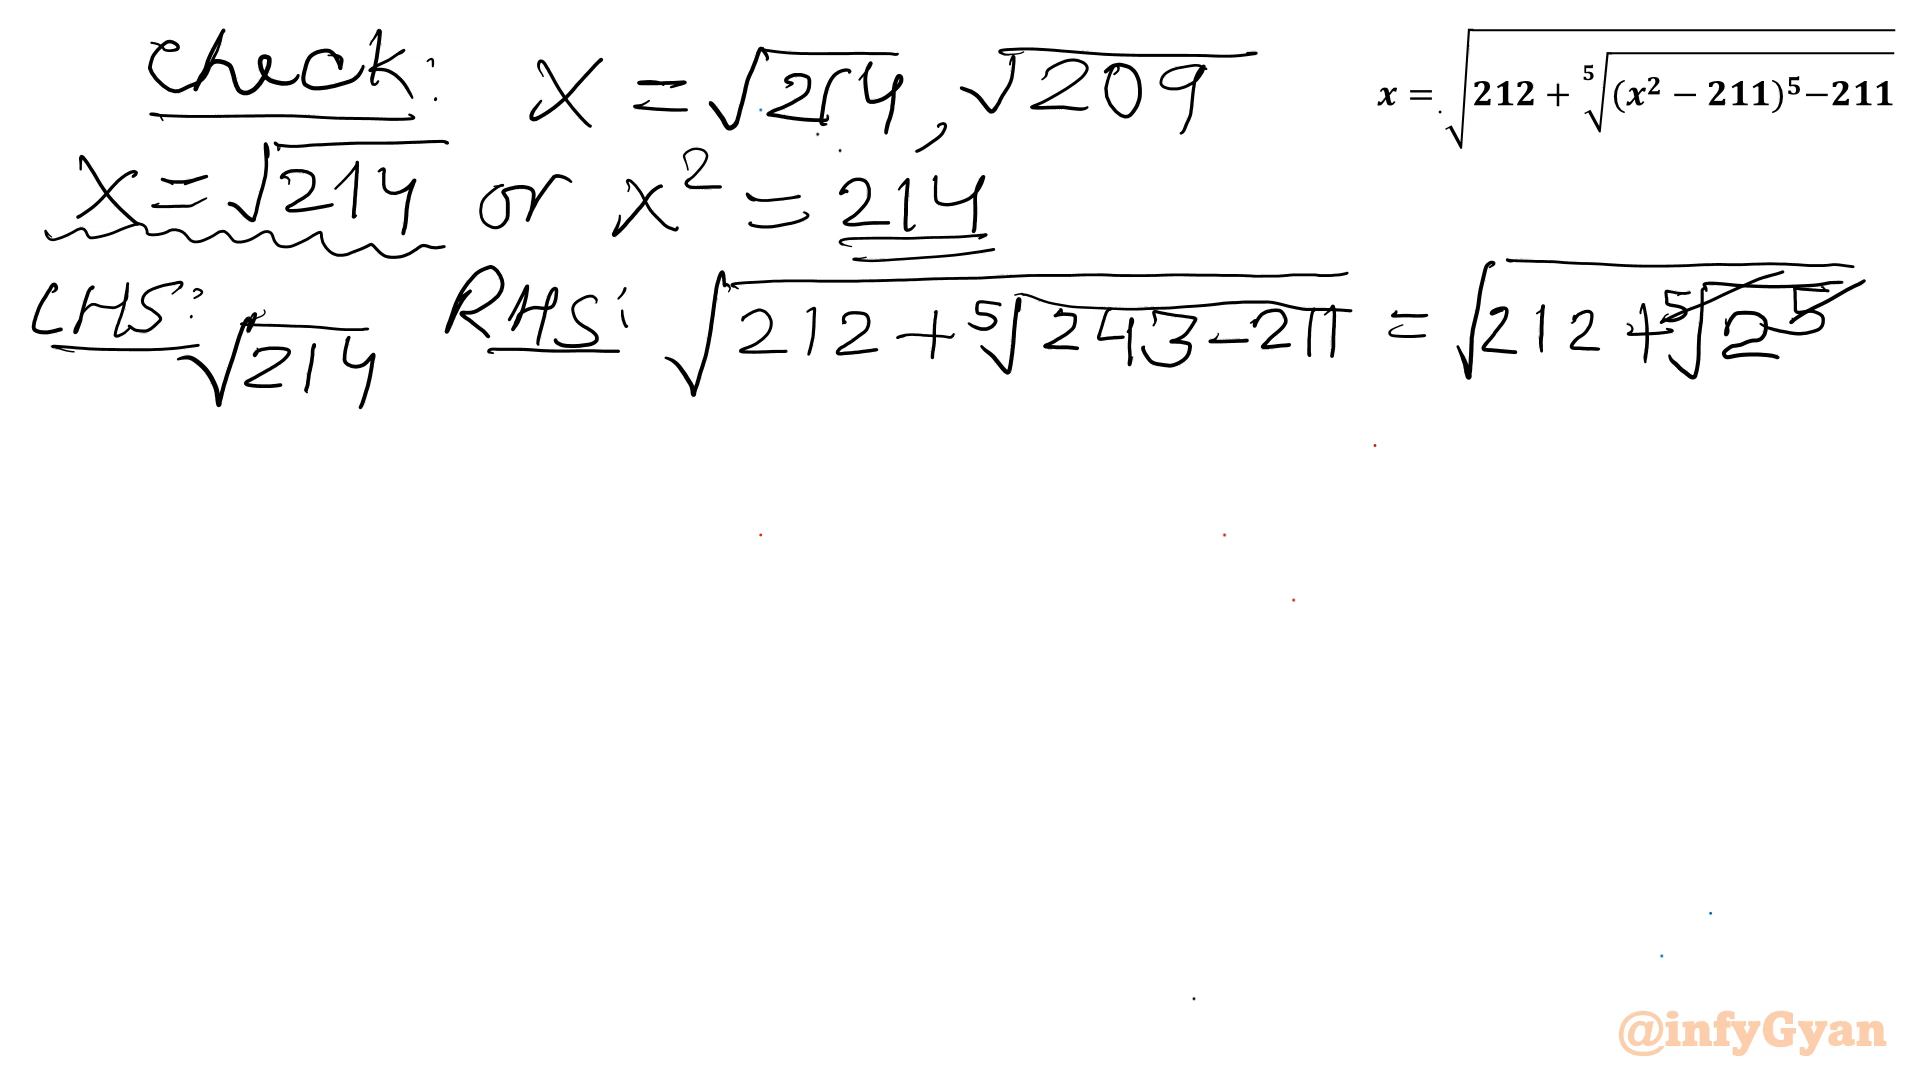 check: x = √214, √209
x = √(212 + ⁵√((x² − 211)⁵−211))
x = √214 or x² = 214
LHS: √214 RHS: √(212 + ⁵√(243 − 211)) = √(212 + ⁵√(2⁵))
@infyGyan